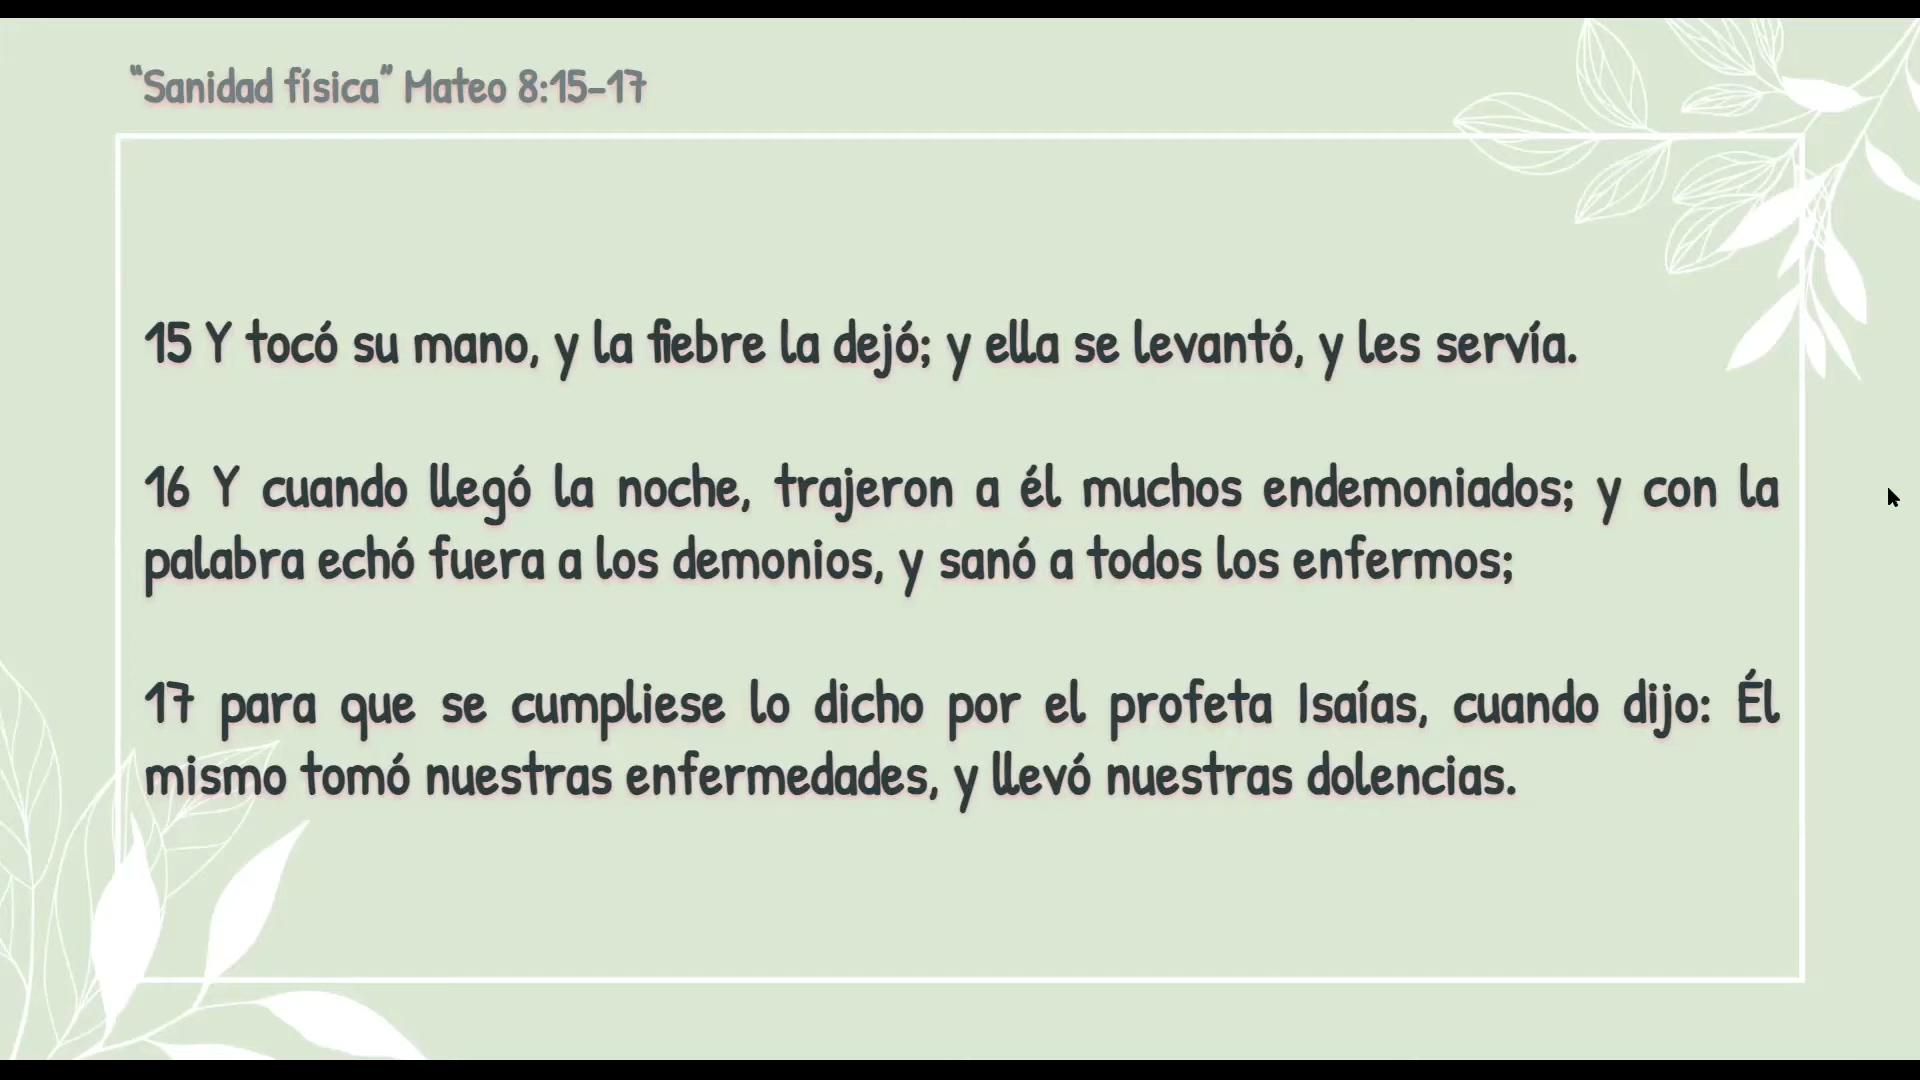 “Sanidad física” Mateo 8:15-17
15 Y tocó su mano, y la fiebre la dejó; y ella se levantó, y les servía.
16 Y cuando llegó la noche, trajeron a él muchos endemoniados; y con la
palabra echó fuera a los demonios, y sanó a todos los enfermos;
17 para que se cumpliese lo dicho por el profeta Isaías, cuando dijo: Él
mismo tomó nuestras enfermedades, y llevó nuestras dolencias.